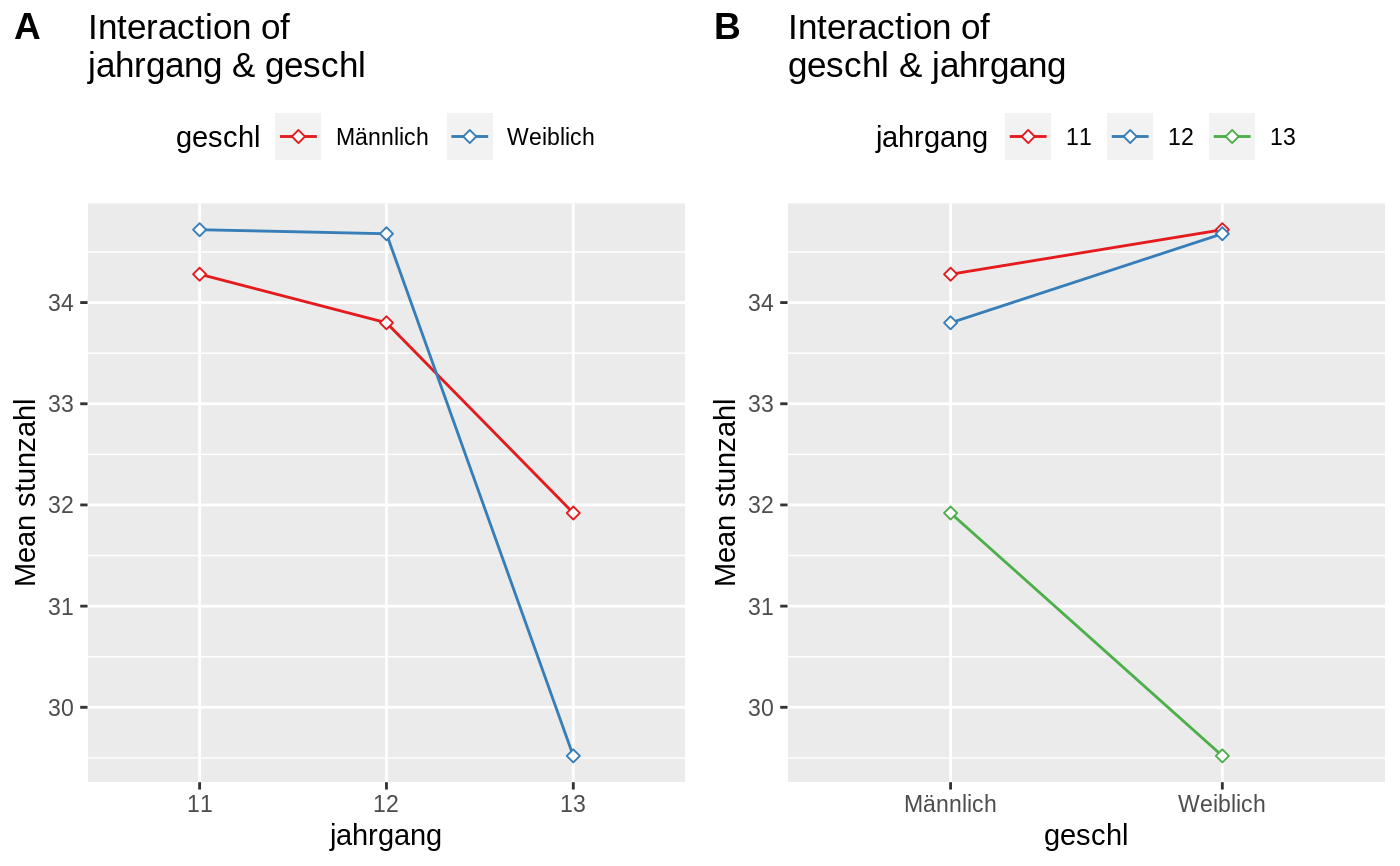 A
Interaction of
jahrgang & geschl
geschl Männlich Weiblich
34
33
32
31
30
Mean stunzahl
11 12 13
jahrgang
B
Interaction of
geschl & jahrgang
jahrgang 11 12 13
34
33
32
31
30
Mean stunzahl
Männlich Weiblich
geschl